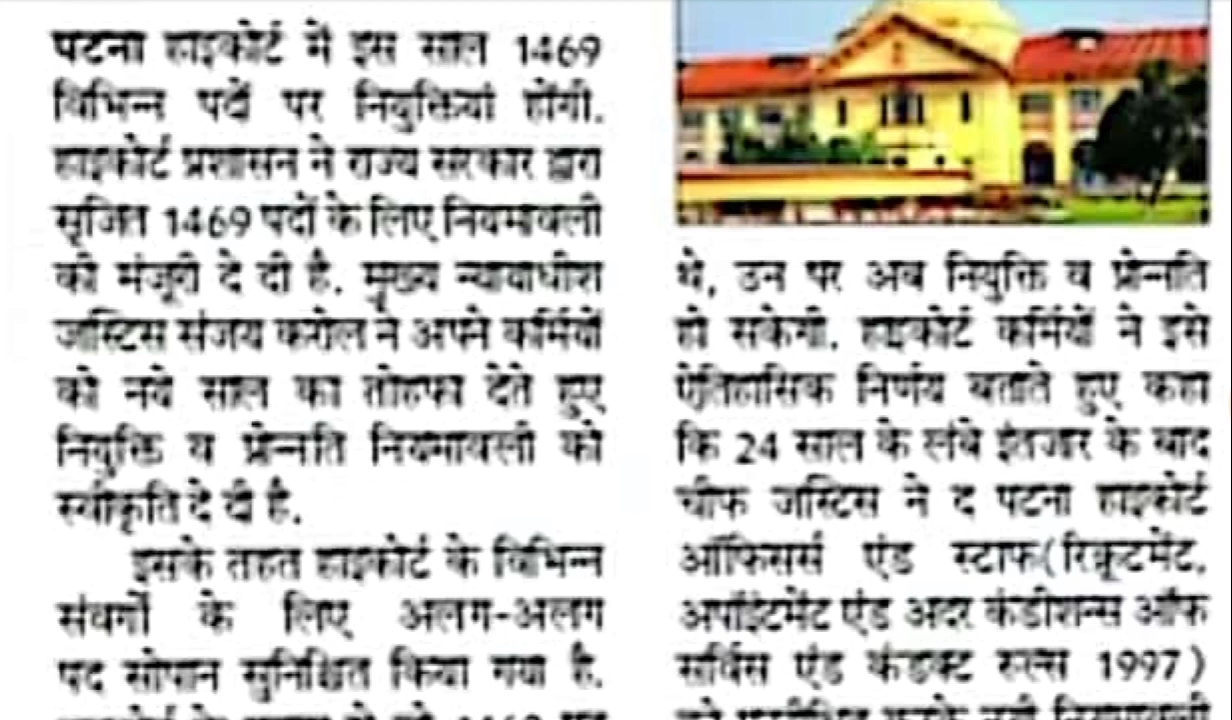 पटना हाइकोर्ट में इस साल 1469
विभिन्न पदों पर नियुक्तियां होंगी.
हाइकोर्ट प्रशासन ने राज्य सरकार द्वारा
सृजित 1469 पदों के लिए नियमावली
को मंजूरी दे दी है. मुख्य न्यायाधीश
जस्टिस संजय करोल ने अपने कर्मियों
को नये साल का तोहफा देते हुए
नियुक्ति व प्रोन्नति नियमावली को
स्वीकृति दे दी है.
इसके तहत हाइकोर्ट के विभिन्न
संवर्गों के लिए अलग-अलग
पद सोपान सुनिश्चित किया गया है.
थे, उन पर अब नियुक्ति व प्रोन्नति
हो सकेगी. हाइकोर्ट कर्मियों ने इसे
ऐतिहासिक निर्णय बताते हुए कहा
कि 24 साल के लंबे इंतजार के बाद
चीफ जस्टिस ने द पटना हाइकोर्ट
ऑफिसर्स एंड स्टाफ(रिक्रूटमेंट,
अपॉइंटमेंट एंड अदर कंडीशन्स ऑफ
सर्विस एंड कंडक्ट रूल्स 1997)